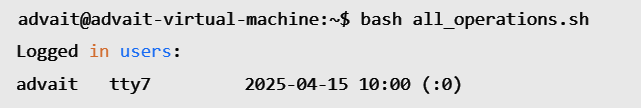 advait@advait-virtual-machine:~$ bash all_operations.sh
Logged in users:
advait   tty7         2025-04-15 10:00 (:0)